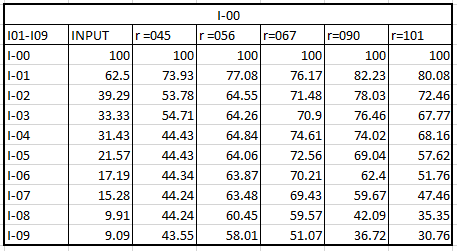 I-00
I01-I09 INPUT r =045 r =056 r=067 r=090 r=101
I-00 100 100 100 100 100 100
I-01 62.5 73.93 77.08 76.17 82.23 80.08
I-02 39.29 53.78 64.55 71.48 78.03 72.46
I-03 33.33 54.71 64.26 70.9 76.46 67.77
I-04 31.43 44.43 64.84 74.61 74.02 68.16
I-05 21.57 44.43 64.06 72.56 69.04 57.62
I-06 17.19 44.34 63.87 70.21 62.4 51.76
I-07 15.28 44.24 63.48 69.43 59.67 47.46
I-08 9.91 44.24 60.45 59.57 42.09 35.35
I-09 9.09 43.55 58.01 51.07 36.72 30.76